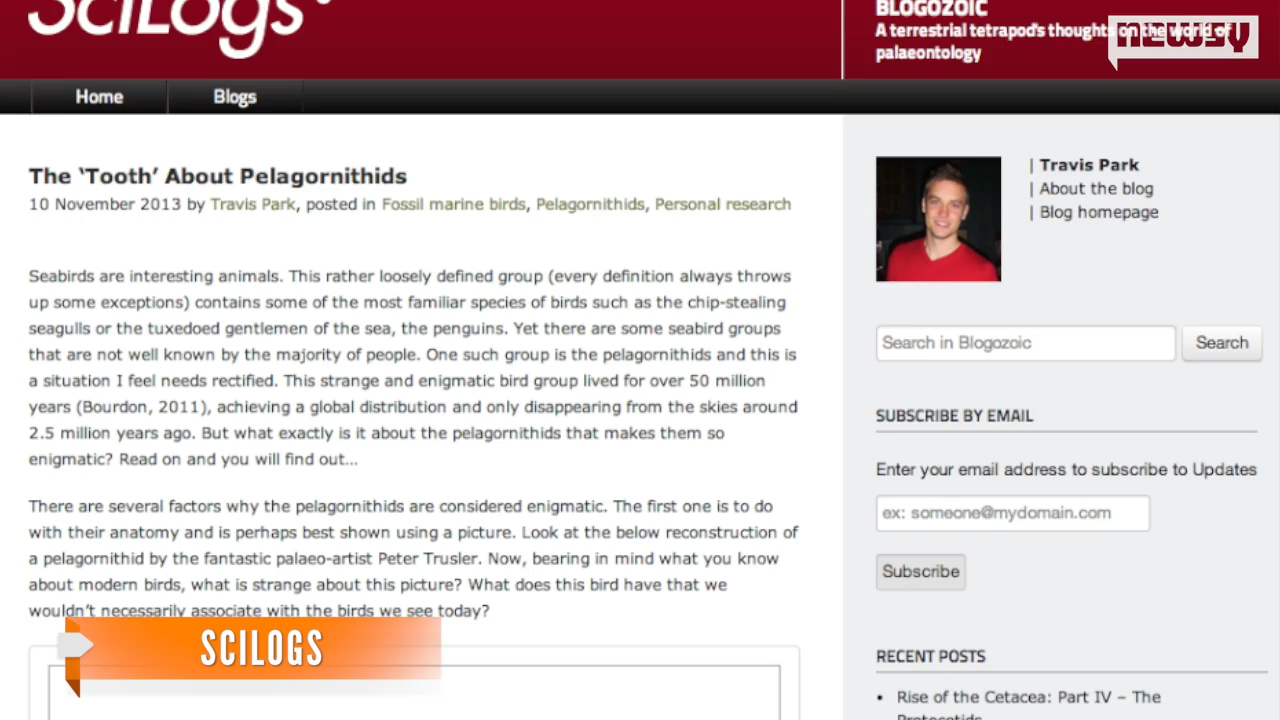 SciLogs
BLOGOZOIC
A terrestrial tetrapod's thoughts on the world of
palaeontology
newsy
Home
Blogs
The ‘Tooth’ About Pelagornithids
10 November 2013 by Travis Park, posted in Fossil marine birds, Pelagornithids, Personal research
Seabirds are interesting animals. This rather loosely defined group (every definition always throws
up some exceptions) contains some of the most familiar species of birds such as the chip-stealing
seagulls or the tuxedoed gentlemen of the sea, the penguins. Yet there are some seabird groups
that are not well known by the majority of people. One such group is the pelagornithids and this is
a situation I feel needs rectified. This strange and enigmatic bird group lived for over 50 million
years (Bourdon, 2011), achieving a global distribution and only disappearing from the skies around
2.5 million years ago. But what exactly is it about the pelagornithids that makes them so
enigmatic? Read on and you will find out...
There are several factors why the pelagornithids are considered enigmatic. The first one is to do
with their anatomy and is perhaps best shown using a picture. Look at the below reconstruction of
a pelagornithid by the fantastic palaeo-artist Peter Trusler. Now, bearing in mind what you know
about modern birds, what is strange about this picture? What does this bird have that we
wouldn’t necessarily associate with the birds we see today?
SCILOGS
| Travis Park
| About the blog
| Blog homepage
Search in Blogozoic
Search
SUBSCRIBE BY EMAIL
Enter your email address to subscribe to Updates
ex: someone@mydomain.com
Subscribe
RECENT POSTS
▪ Rise of the Cetacea: Part IV – The
Protocetids